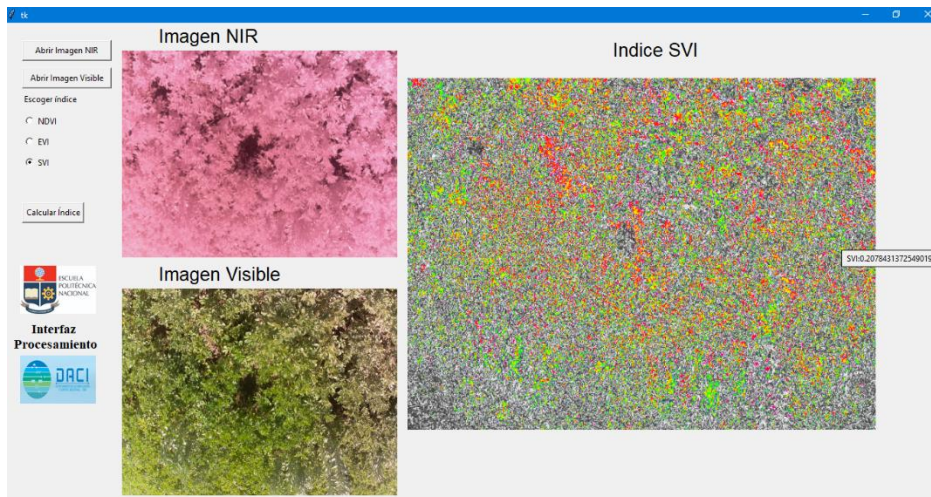 tk
Abrir Imagen NIR
Abrir Imagen Visible
Escoger índice
NDVI
EVI
SVI
Calcular Índice
ESCUELA
POLITÉCNICA
NACIONAL
Interfaz
Procesamiento
DACI
Imagen NIR
Imagen Visible
Indice SVI
SVI:0.2078431372549019